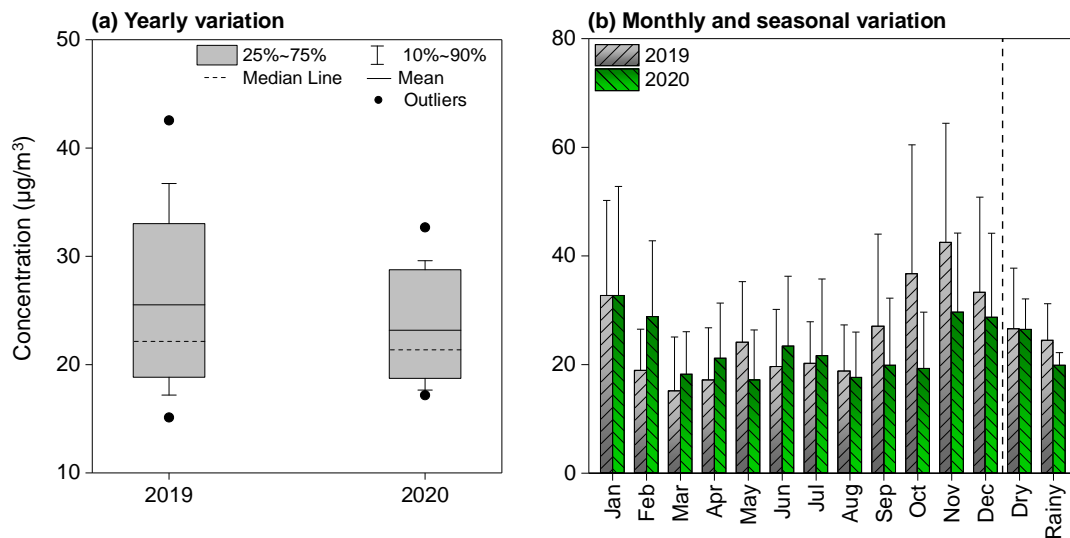 (a) Yearly variation
50
40
30
20
10
Concentration (µg/m³)
25%~75%
10%~90%
Median Line
Mean
Outliers
2019
2020
(b) Monthly and seasonal variation
80
60
40
20
0
2019
2020
Jan
Feb
Mar
Apr
May
Jun
Jul
Aug
Sep
Oct
Nov
Dec
Dry
Rainy